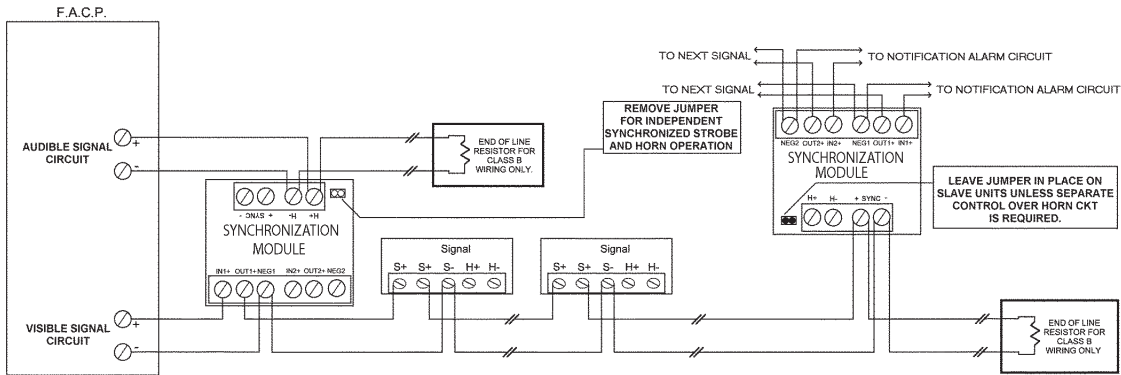 F.A.C.P.
AUDIBLE SIGNAL
CIRCUIT
+
-
VISIBLE SIGNAL
CIRCUIT
+
-
END OF LINE
RESISTOR FOR
CLASS B
WIRING ONLY.
REMOVE JUMPER
FOR INDEPENDENT
SYNCHRONIZED STROBE
AND HORN OPERATION
- SYNC + H- H+
SYNCHRONIZATION
MODULE
IN1+ OUT1+ NEG1 IN2+ OUT2+ NEG2
Signal
S+ S+ S- H+ H-
Signal
S+ S+ S- H+ H-
TO NEXT SIGNAL
TO NOTIFICATION ALARM CIRCUIT
TO NEXT SIGNAL
TO NOTIFICATION ALARM CIRCUIT
NEG2 OUT2+ IN2+ NEG1 OUT1+ IN1+
SYNCHRONIZATION
MODULE
H+ H- + SYNC -
LEAVE JUMPER IN PLACE ON
SLAVE UNITS UNLESS SEPARATE
CONTROL OVER HORN CKT
IS REQUIRED.
END OF LINE
RESISTOR FOR
CLASS B
WIRING ONLY